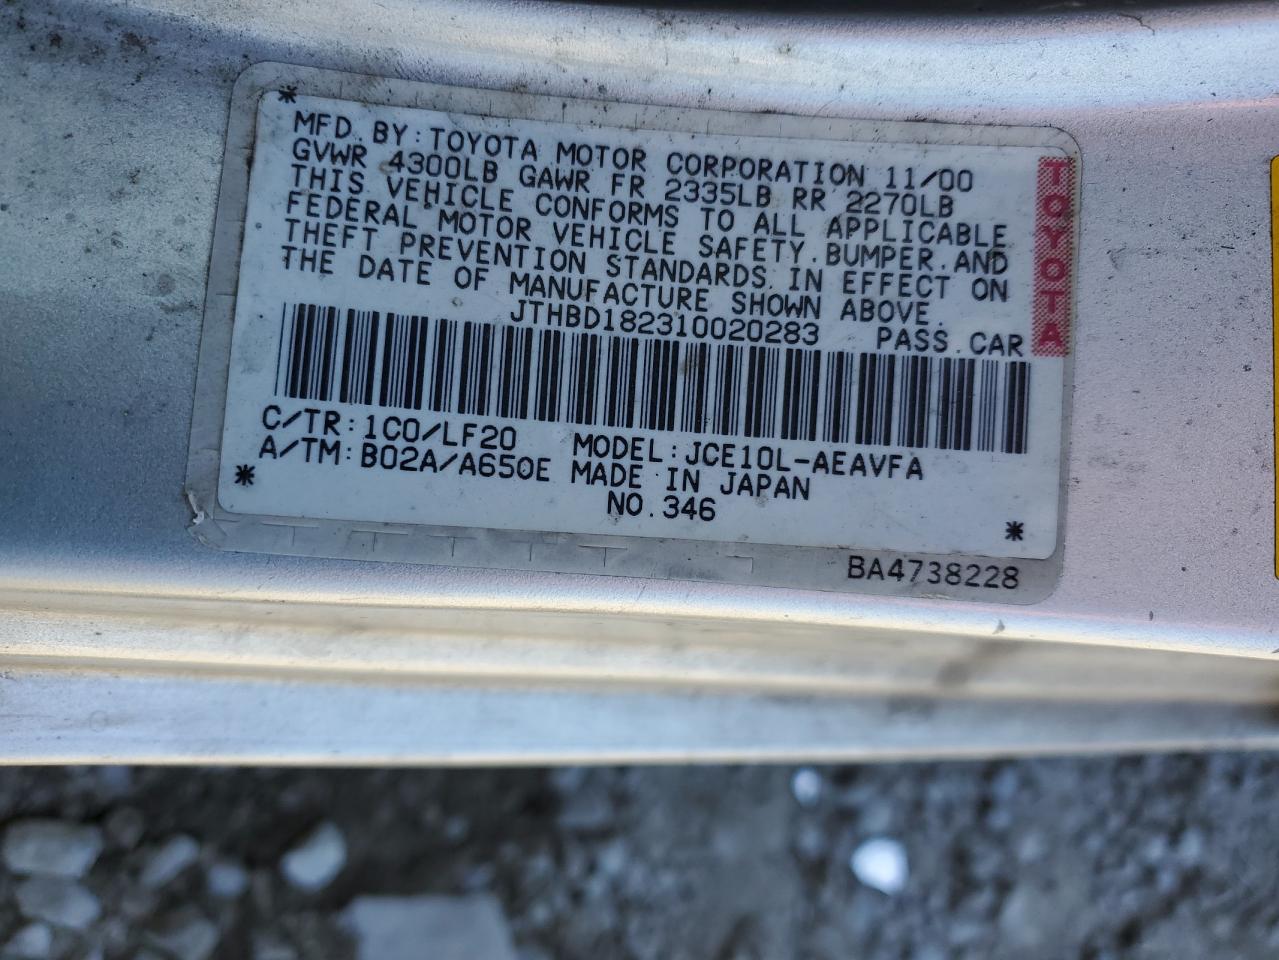 MFD. BY: TOYOTA MOTOR CORPORATION 11/00
GVWR 4300LB GAWR FR 2335LB RR 2270LB
THIS VEHICLE CONFORMS TO ALL APPLICABLE
FEDERAL MOTOR VEHICLE SAFETY, BUMPER, AND
THEFT PREVENTION STANDARDS IN EFFECT ON
THE DATE OF MANUFACTURE SHOWN ABOVE.
JTHBD182310020283 PASS. CAR
C/TR: 1C0/LF20 MODEL: JCE10L-AEAVFA
A/TM: B02A/A650E MADE IN JAPAN
NO. 346
BA4738228
TOYOTA